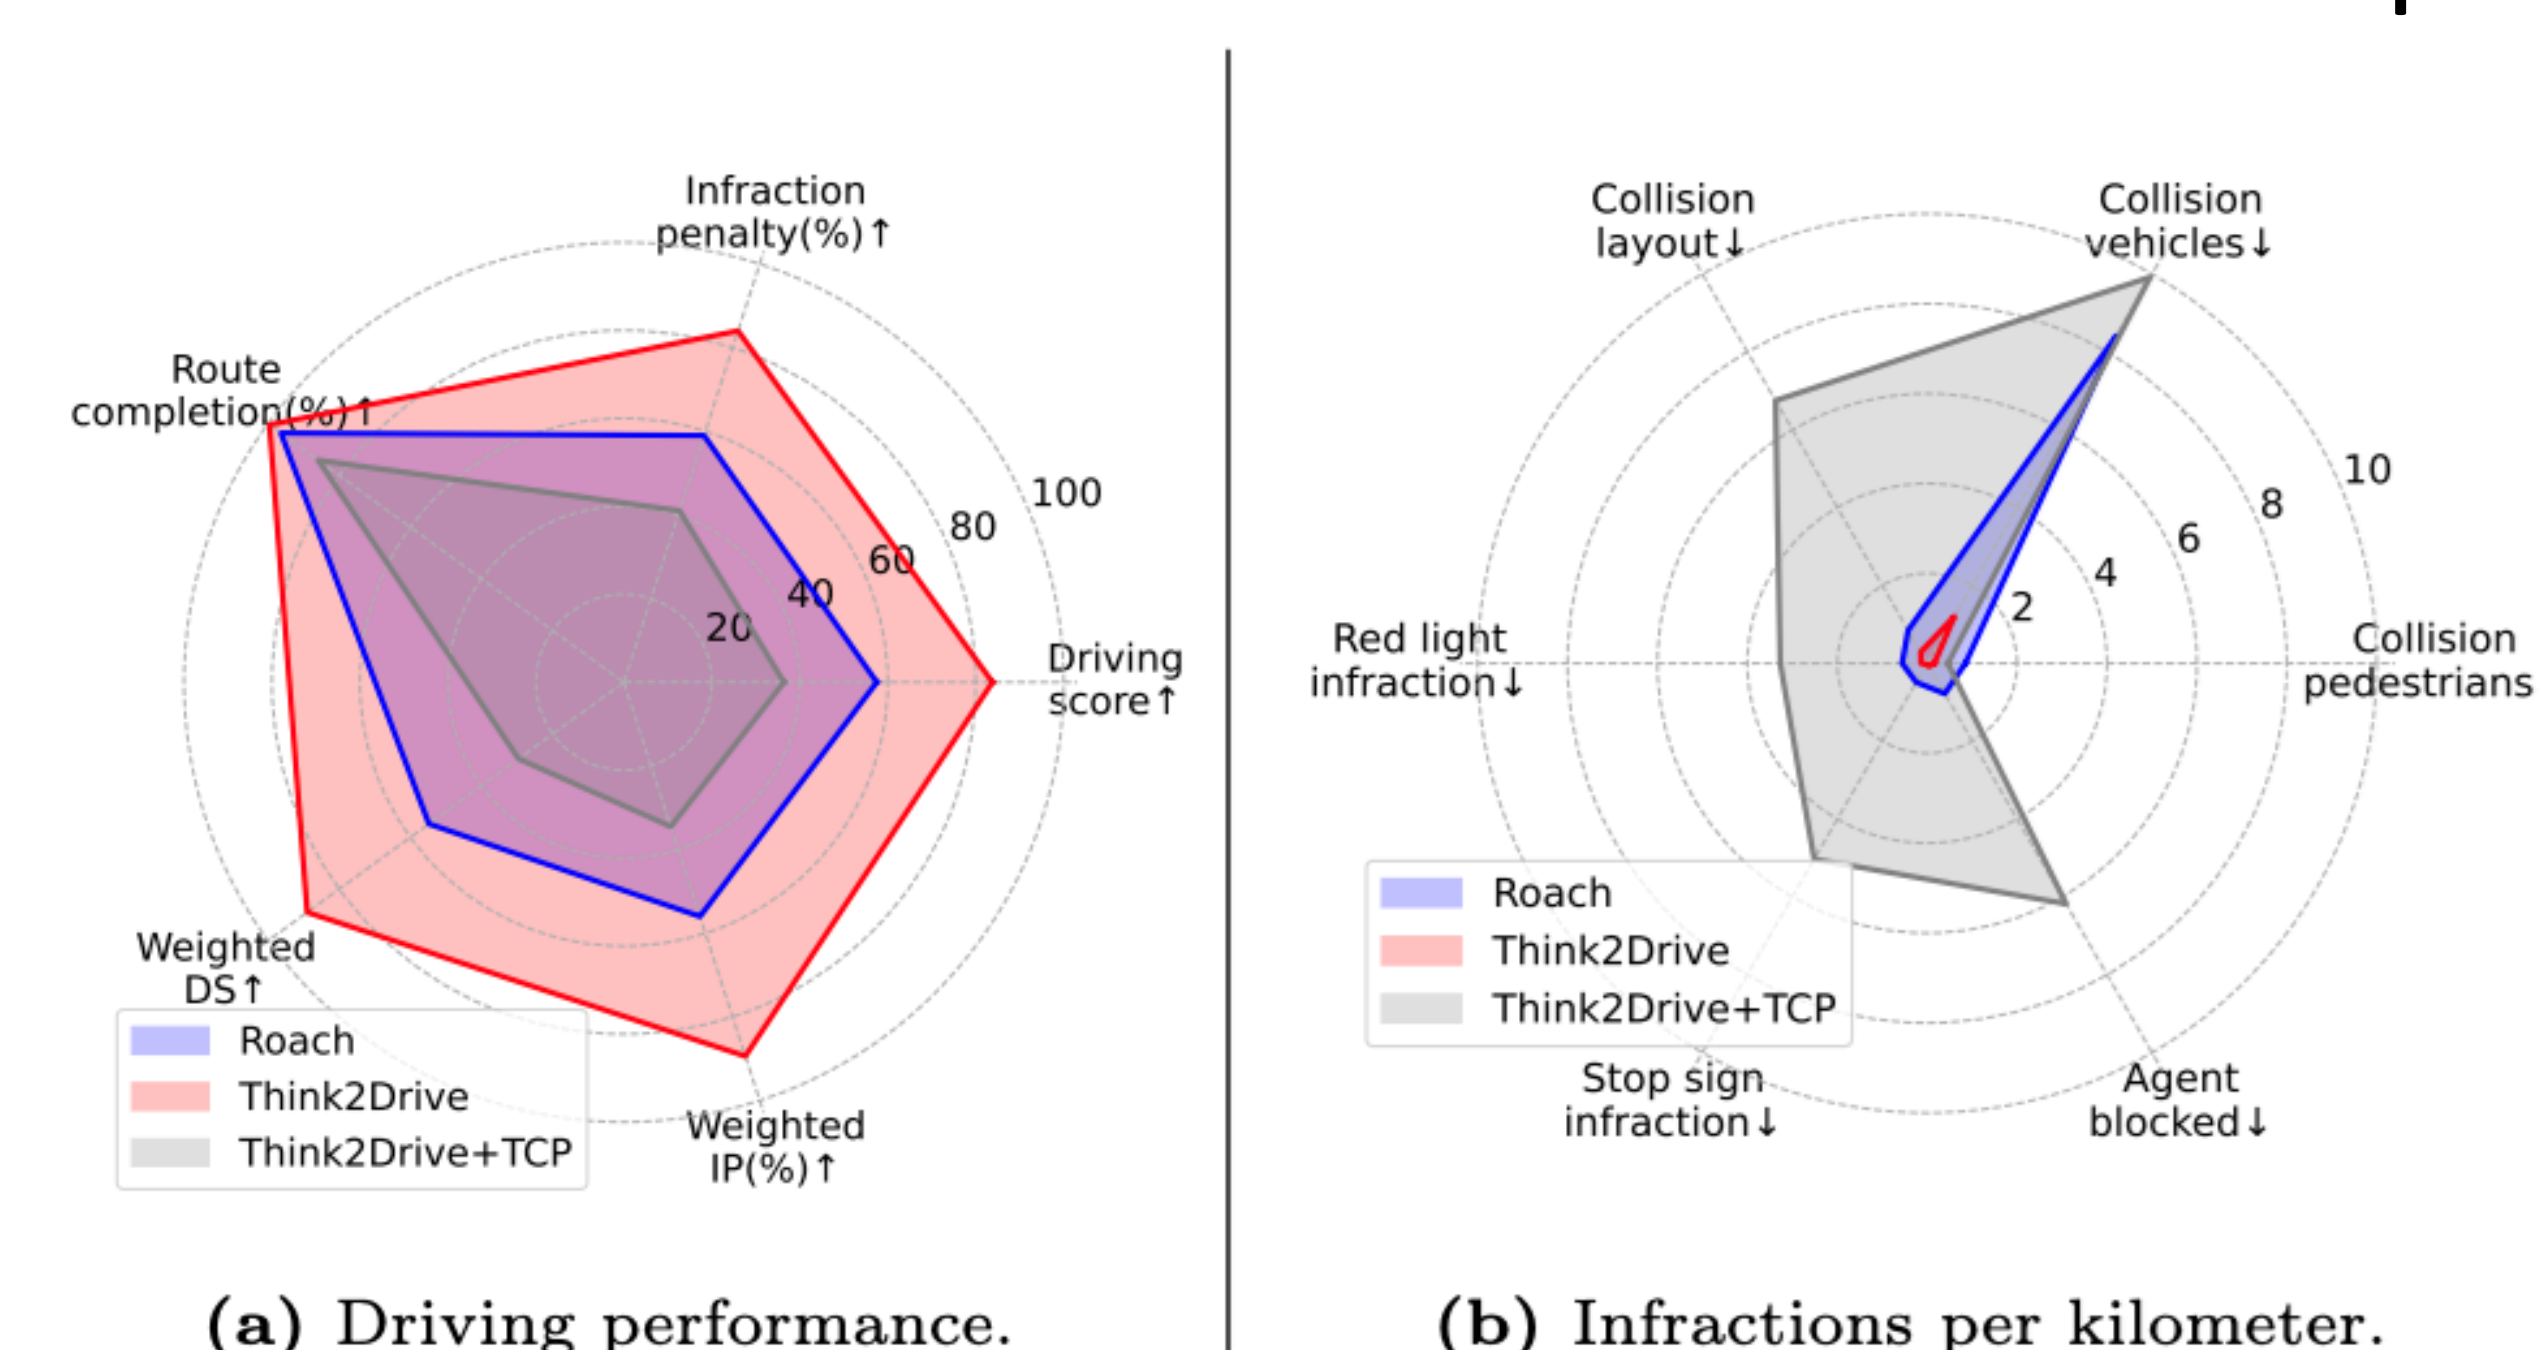 Infraction
penalty(%)↑
Route
completion(%)↑
100
80
60
40
20
Driving
score↑
Weighted
DS↑
Weighted
IP(%)↑
Roach
Think2Drive
Think2Drive+TCP
(a) Driving performance.
Collision
layout↓
Collision
vehicles↓
10
8
6
4
2
Red light
infraction↓
Collision
pedestrians
Roach
Think2Drive
Think2Drive+TCP
Stop sign
infraction↓
Agent
blocked↓
(b) Infractions per kilometer.